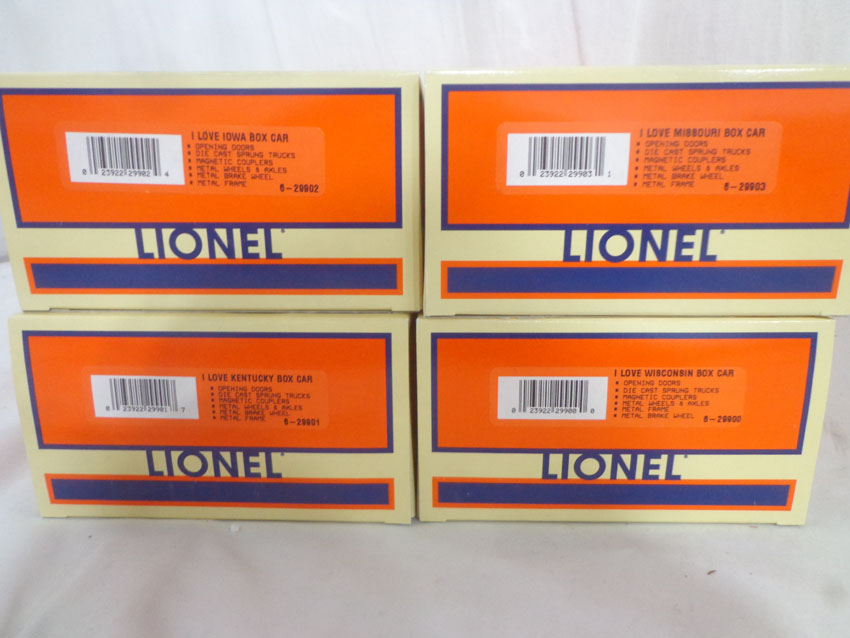 I LOVE IOWA BOX CAR
• OPENING DOORS
• DIE CAST SPRUNG TRUCKS
• MAGNETIC COUPLERS
• METAL WHEELS & AXLES
• METAL BRAKE WHEEL
• METAL FRAME 6-29902
0 23922 29902 4
LIONEL
I LOVE MISSOURI BOX CAR
• OPENING DOORS
• DIE CAST SPRUNG TRUCKS
• MAGNETIC COUPLERS
• METAL WHEELS & AXLES
• METAL BRAKE WHEEL
• METAL FRAME 6-29903
0 23922 29903 1
LIONEL
I LOVE KENTUCKY BOX CAR
• OPENING DOORS
• DIE CAST SPRUNG TRUCKS
• MAGNETIC COUPLERS
• METAL WHEELS & AXLES
• METAL BRAKE WHEEL
• METAL FRAME 6-29901
0 23922 29901 7
LIONEL
I LOVE WISCONSIN BOX CAR
• OPENING DOORS
• DIE CAST SPRUNG TRUCKS
• MAGNETIC COUPLERS
• METAL WHEELS & AXLES
• METAL FRAME
• METAL BRAKE WHEEL 6-29900
0 23922 29900 0
LIONEL